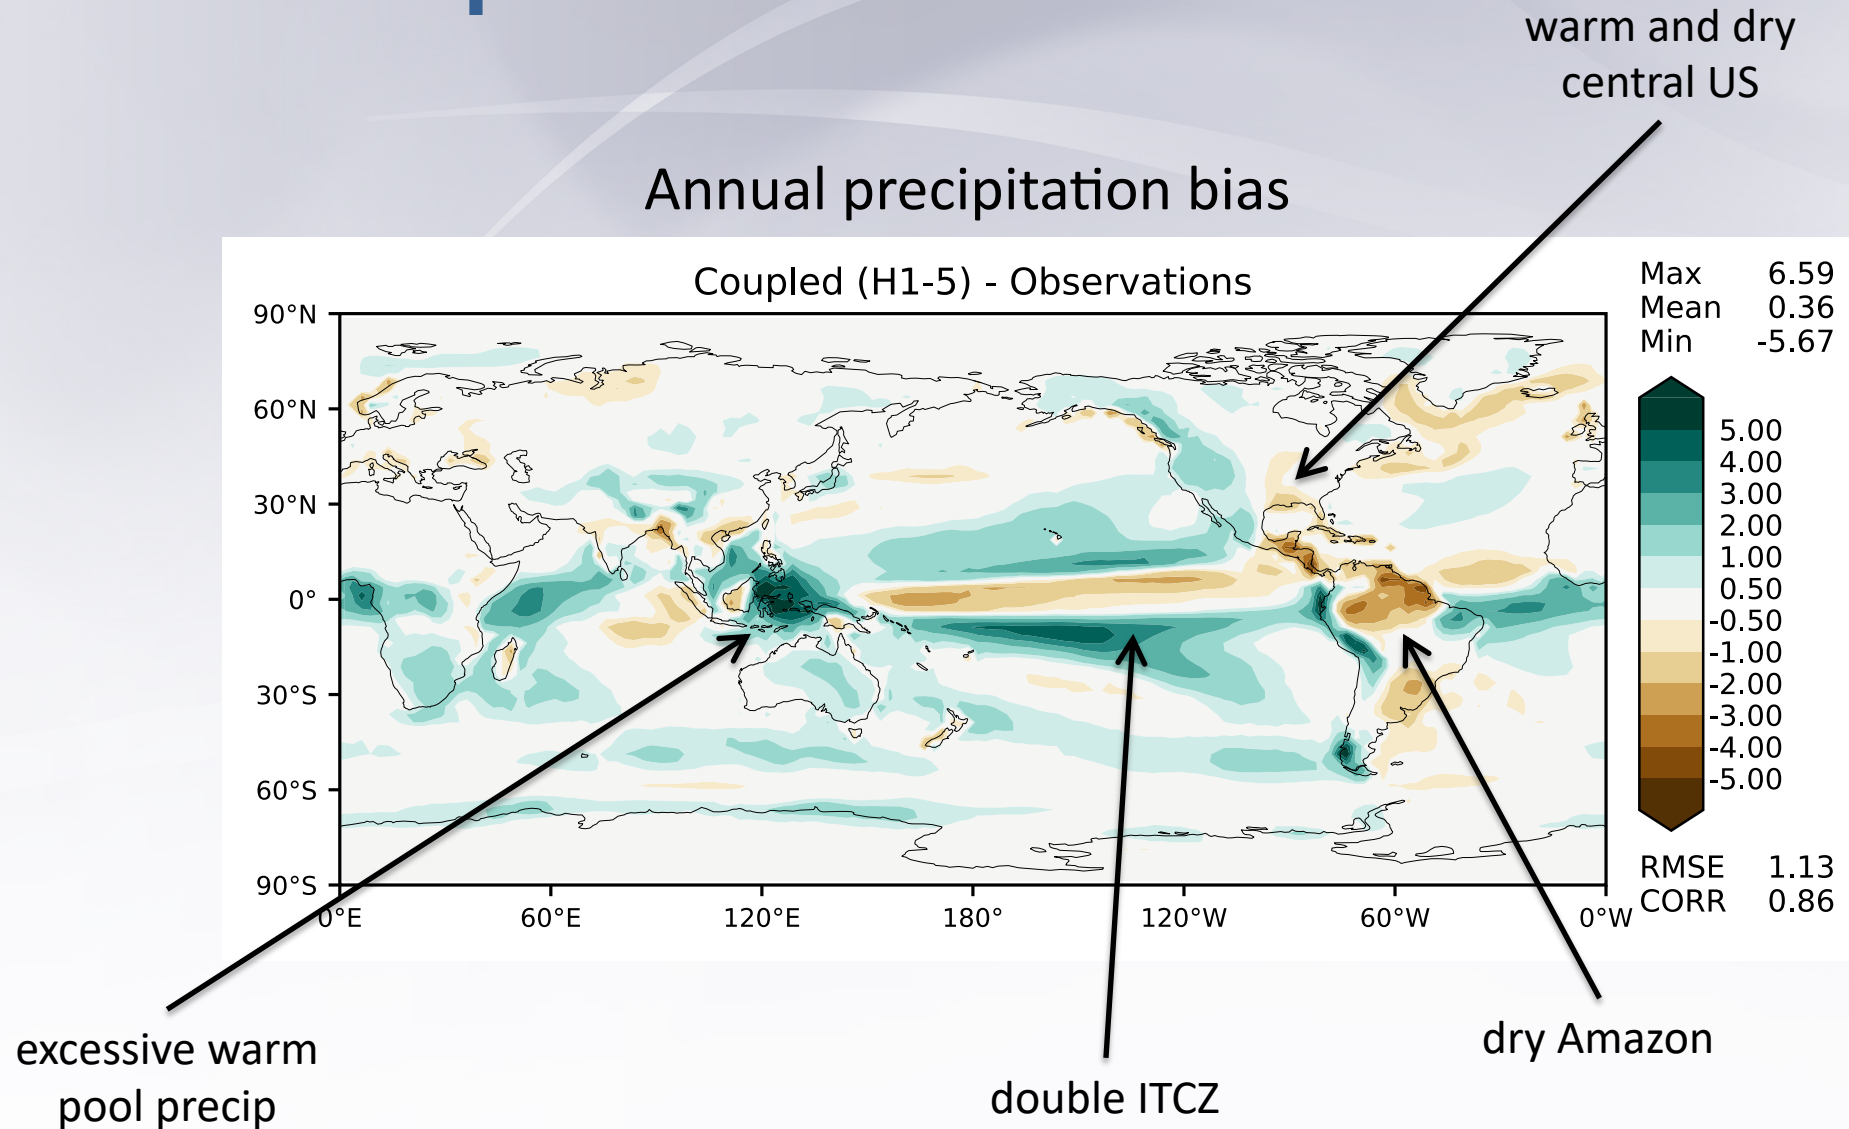 warm and dry
central US
Annual precipitation bias
Coupled (H1-5) - Observations
Max 6.59
Mean 0.36
Min -5.67
90°N
60°N
30°N
0°
30°S
60°S
90°S
0°E 60°E 120°E 180° 120°W 60°W 0°W
5.00
4.00
3.00
2.00
1.00
0.50
-0.50
-1.00
-2.00
-3.00
-4.00
-5.00
RMSE 1.13
CORR 0.86
excessive warm
pool precip
double ITCZ
dry Amazon